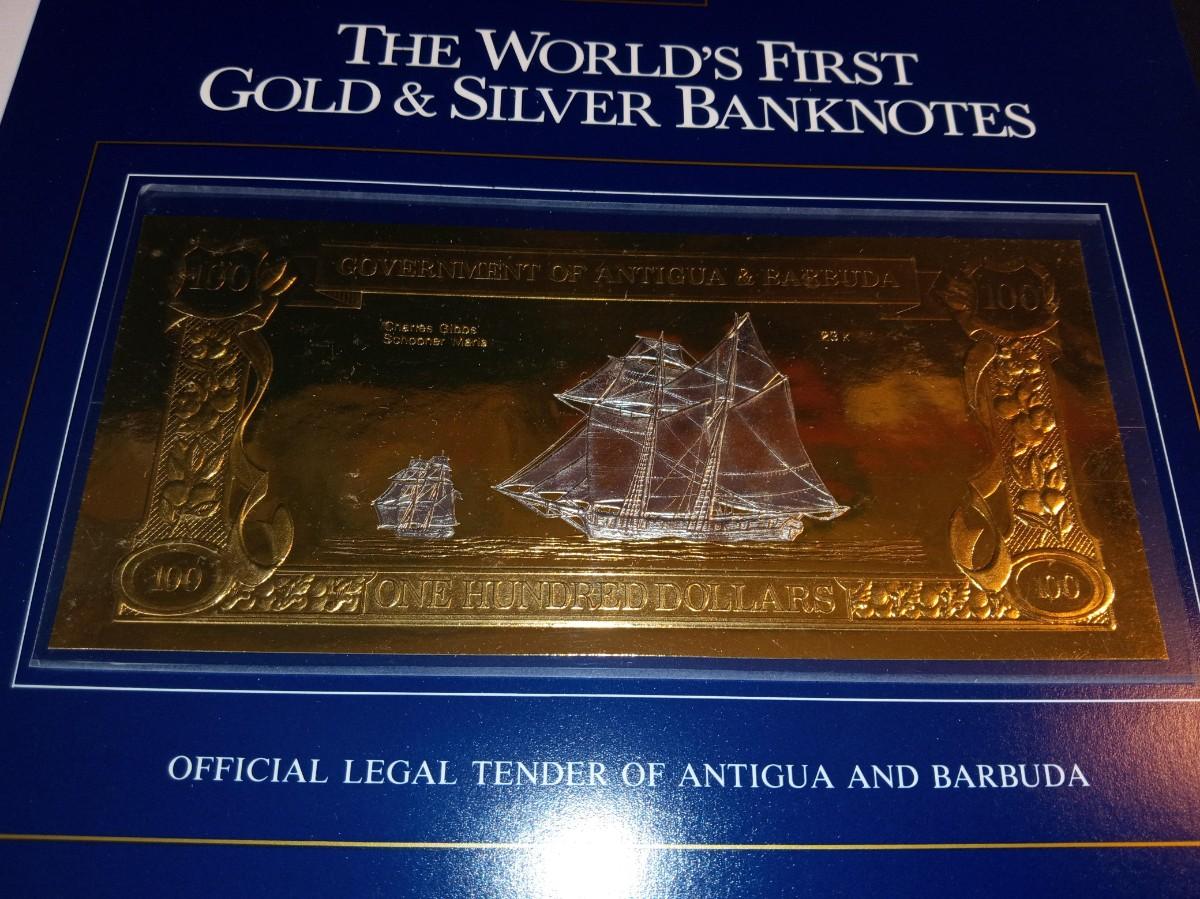 THE WORLD'S FIRST
GOLD & SILVER BANKNOTES
100 GOVERNMENT OF ANTIGUA & BARBUDA 100
'Charles Gibbs'
Schooner 'Maria'
23 K
100 ONE HUNDRED DOLLARS 100
OFFICIAL LEGAL TENDER OF ANTIGUA AND BARBUDA